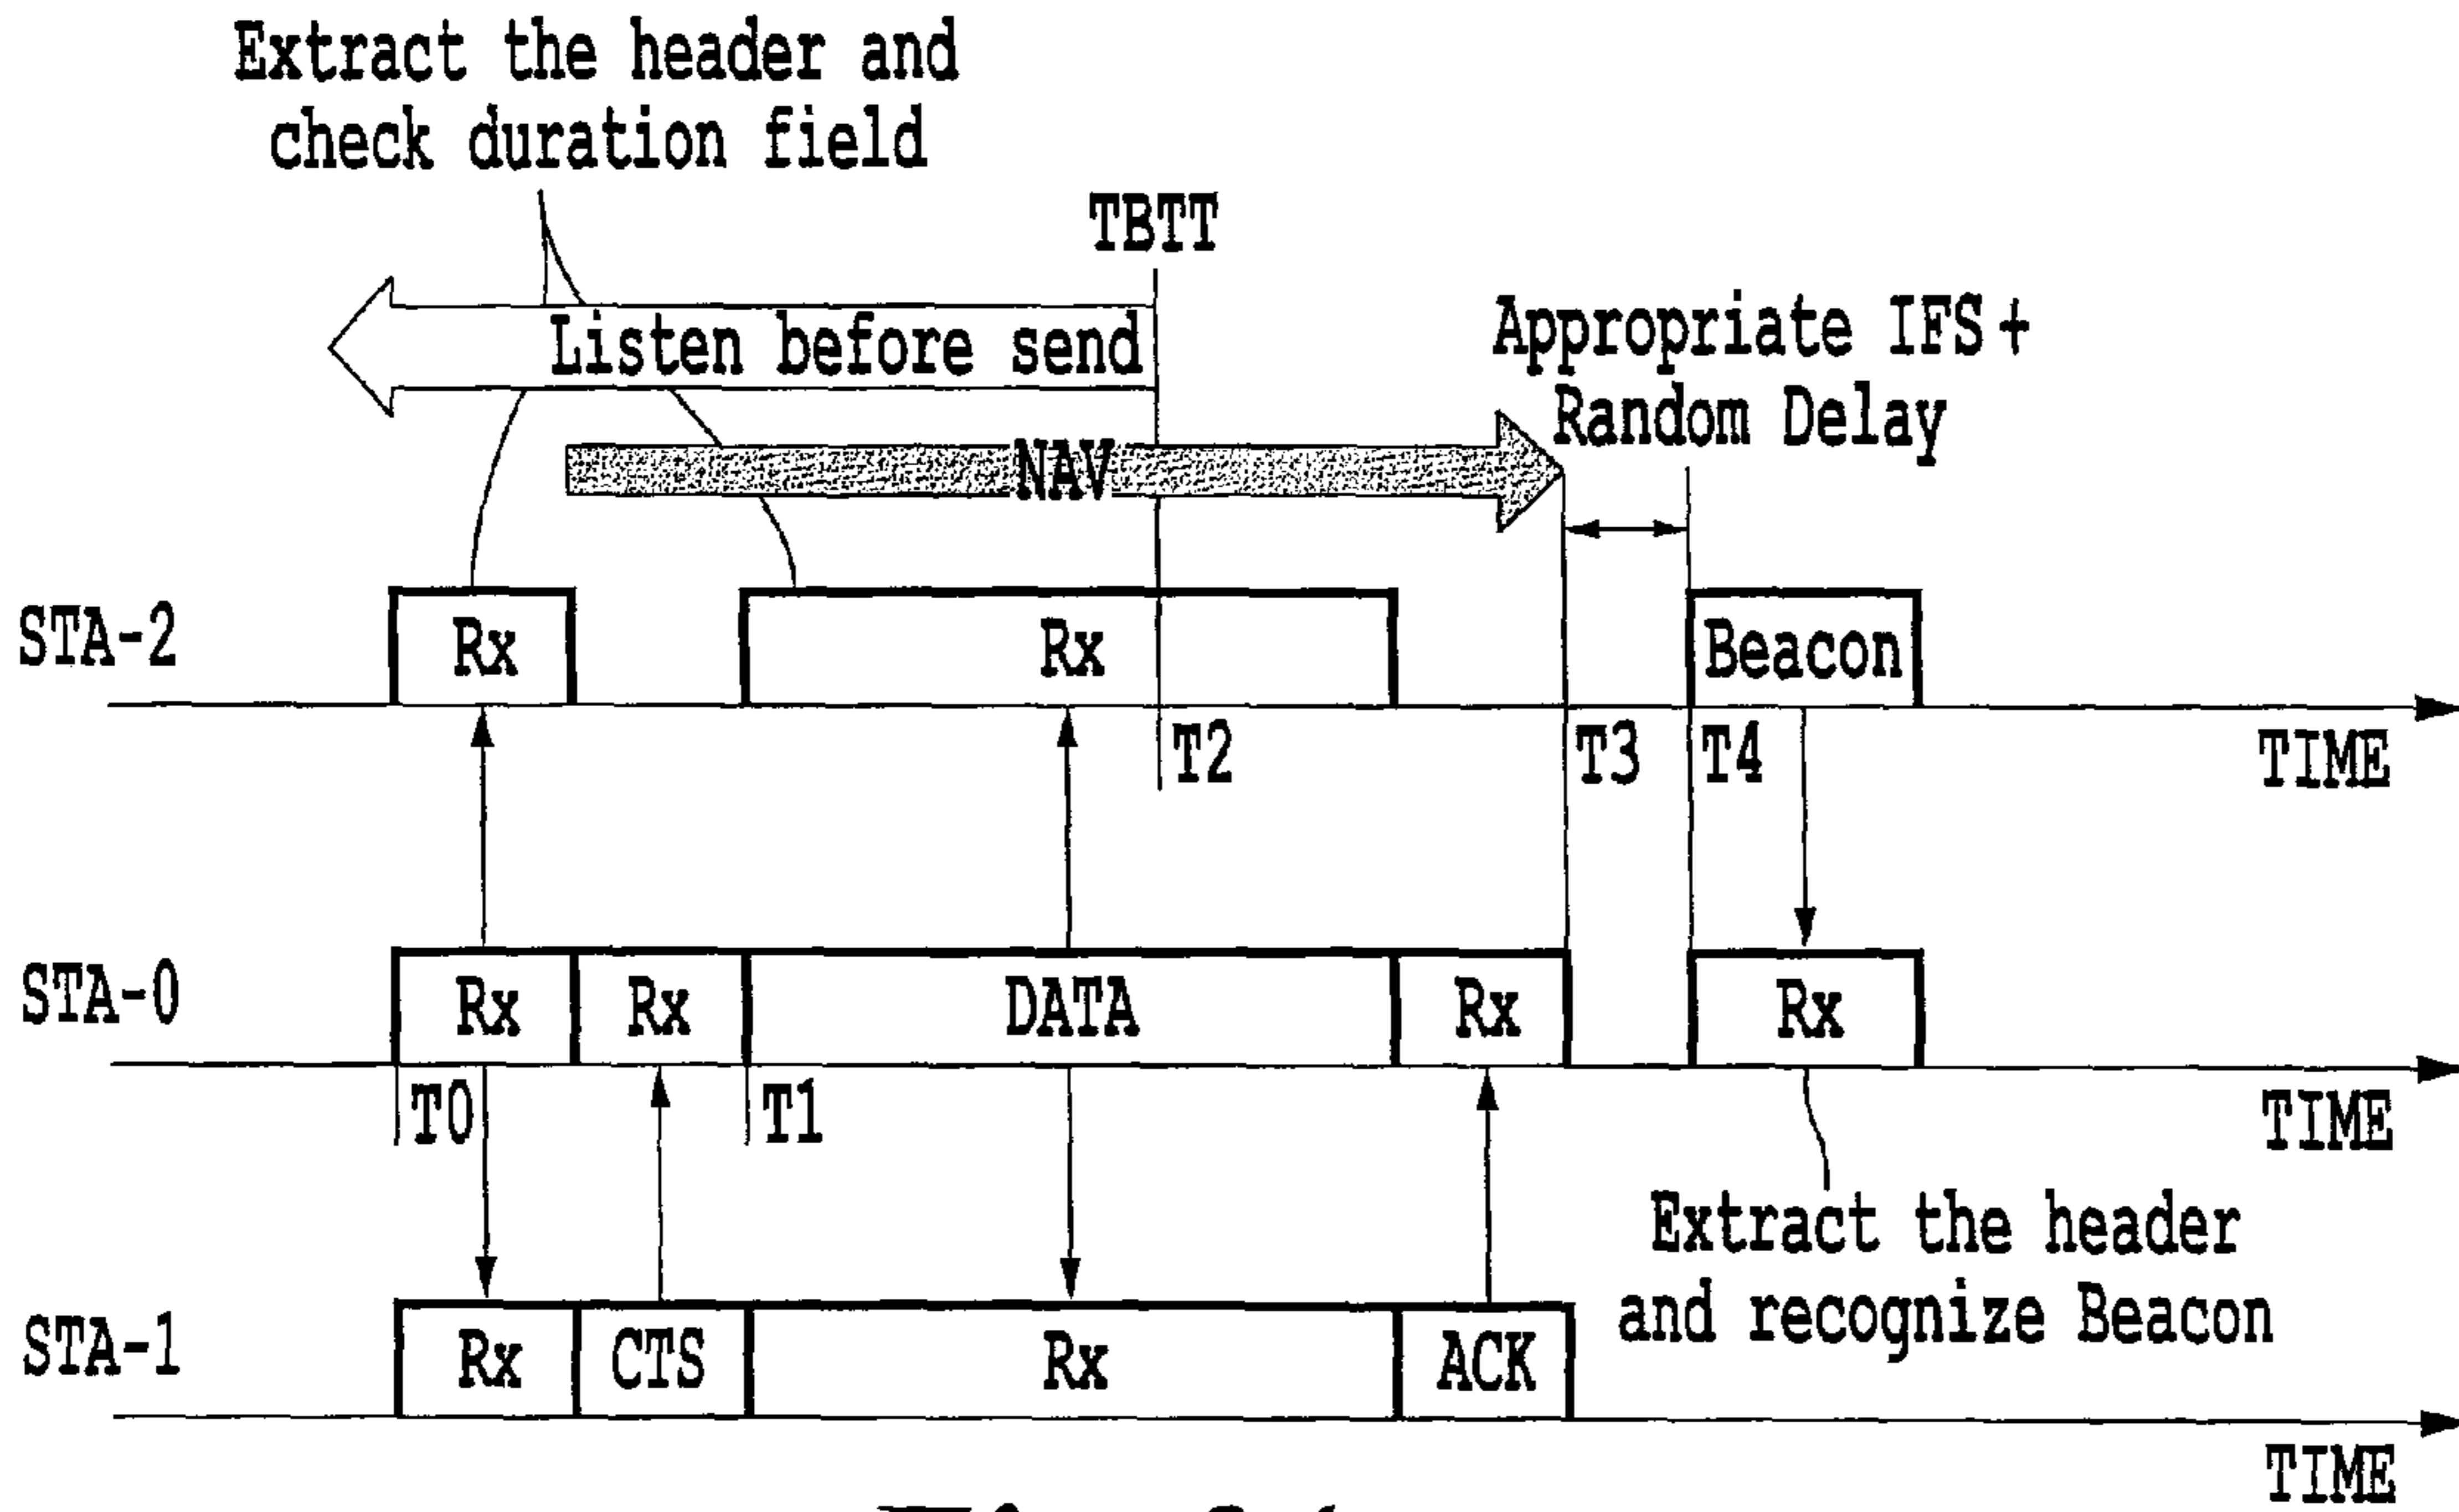 Extract the header and
check duration field
TBTT
Listen before send
Appropriate IFS+
Random Delay
NAV
STA-2
Rx
Rx
Beacon
T2
T3
T4
TIME
STA-0
Rx
Rx
DATA
Rx
Rx
T0
T1
TIME
Extract the header
and recognize Beacon
STA-1
Rx
CTS
Rx
ACK
TIME